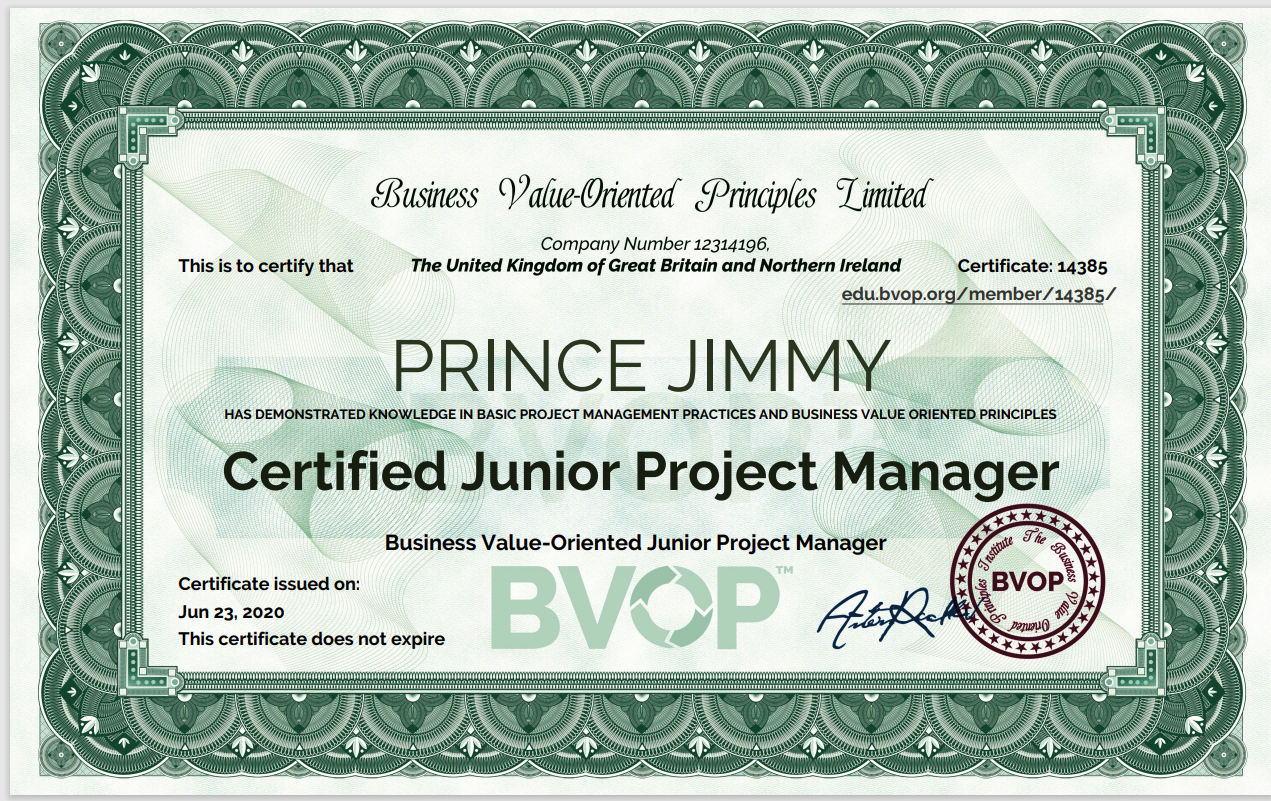 Business Value-Oriented Principles Limited
Company Number 12314196,
This is to certify that
The United Kingdom of Great Britain and Northern Ireland
Certificate: 14385
edu.bvop.org/member/14385/
PRINCE JIMMY
HAS DEMONSTRATED KNOWLEDGE IN BASIC PROJECT MANAGEMENT PRACTICES AND BUSINESS VALUE ORIENTED PRINCIPLES
Certified Junior Project Manager
Business Value-Oriented Junior Project Manager
Certificate issued on:
Jun 23, 2020
This certificate does not expire
BVOP™
The Business Value Oriented Principles Institute
BVOP